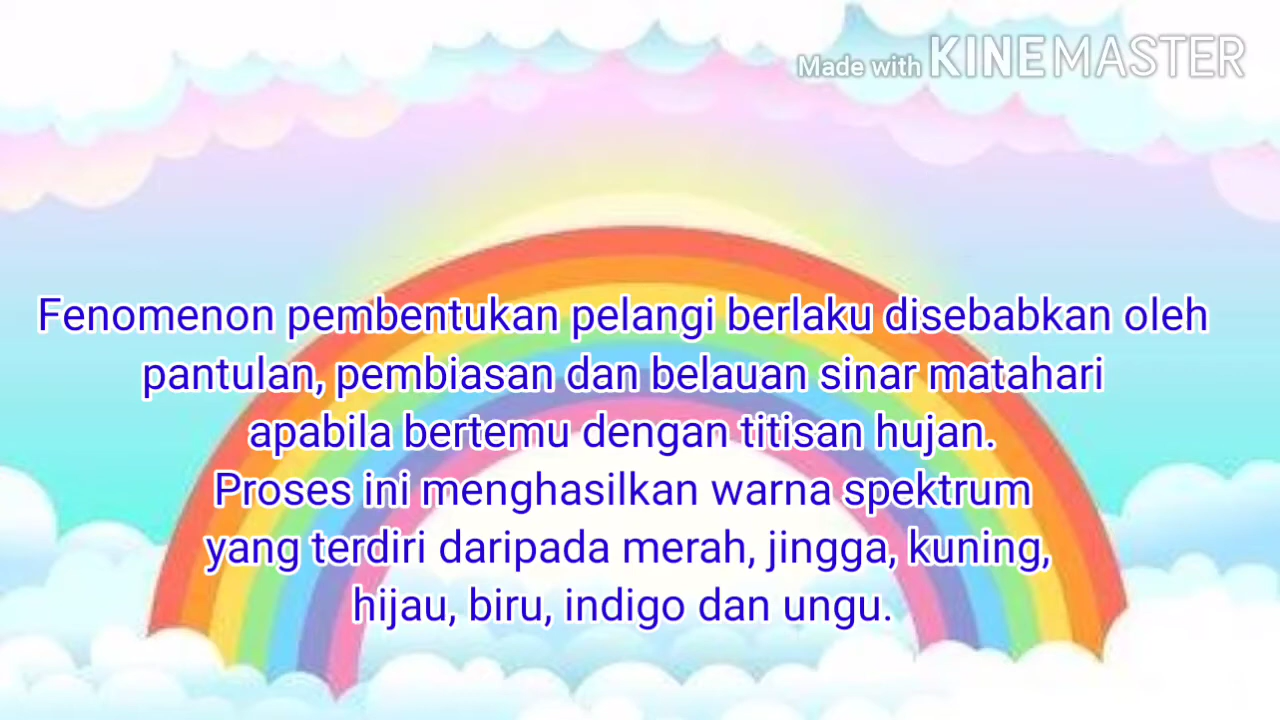 Made with KINEMASTER
Fenomenon pembentukan pelangi berlaku disebabkan oleh
pantulan, pembiasan dan belauan sinar matahari
apabila bertemu dengan titisan hujan.
Proses ini menghasilkan warna spektrum
yang terdiri daripada merah, jingga, kuning,
hijau, biru, indigo dan ungu.